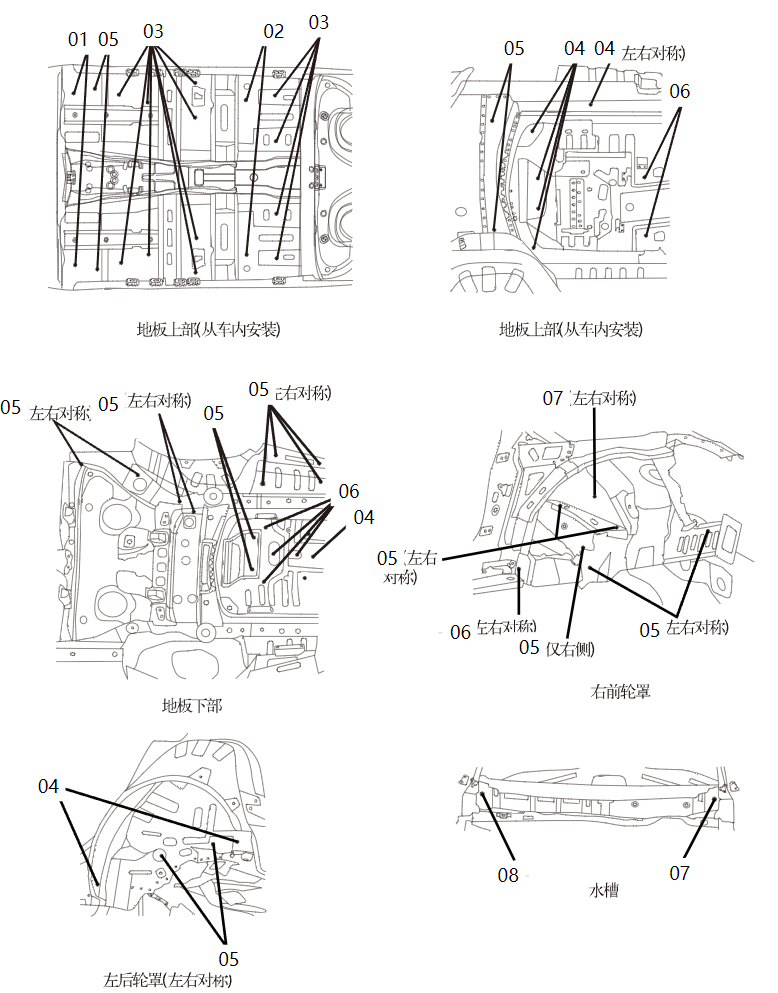 01 05 03 02 03
地板上部(从车内安装)
05 04 04 左右对称)
06
地板上部(从车内安装)
05 左右对称)
05 左右对称)
05
05 左右对称)
06
04
地板下部
07 (左右对称)
05 (左右
对称)
06 左右对称)
05 仅右侧)
05 左右对称)
右前轮罩
04
05
左后轮罩(左右对称)
08
07
水槽